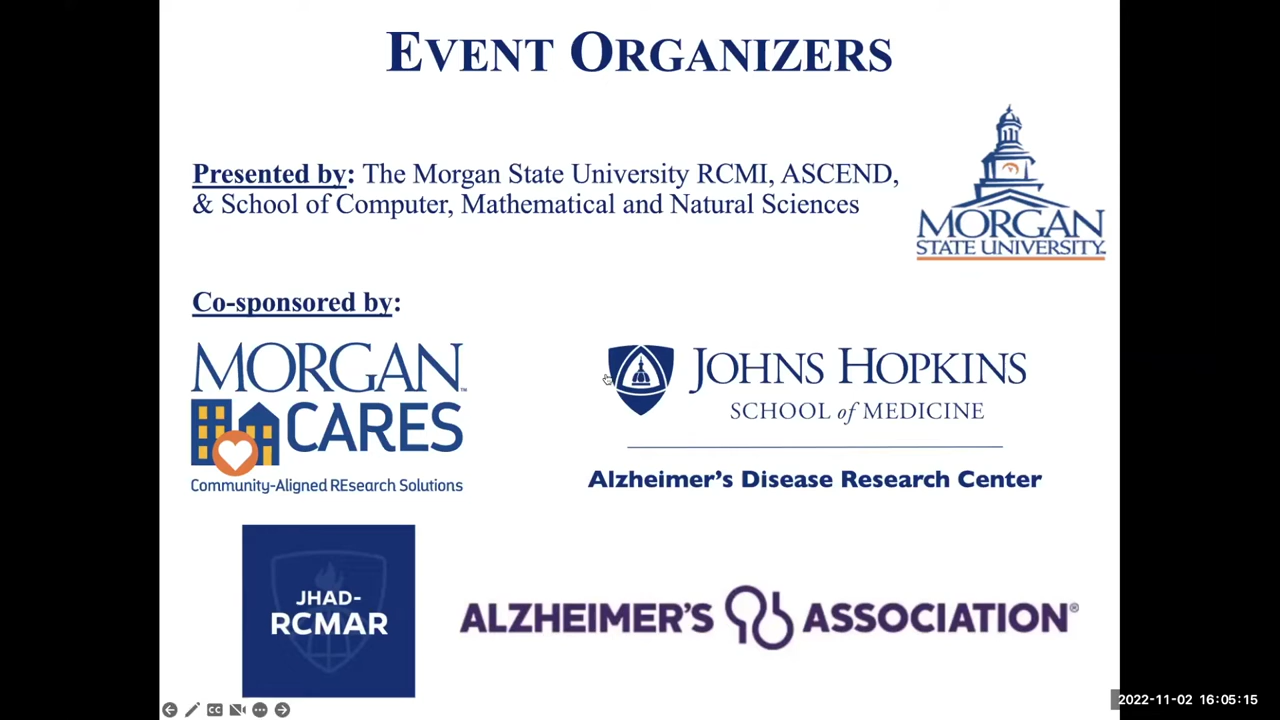 EVENT ORGANIZERS
Presented by: The Morgan State University RCMI, ASCEND,
& School of Computer, Mathematical and Natural Sciences
MORGAN
STATE UNIVERSITY
Co-sponsored by:
MORGAN
CARES
Community-Aligned REsearch Solutions
JOHNS HOPKINS
SCHOOL of MEDICINE
Alzheimer's Disease Research Center
JHAD-
RCMAR
ALZHEIMER'S ASSOCIATION®
CC
2022-11-02 16:05:15